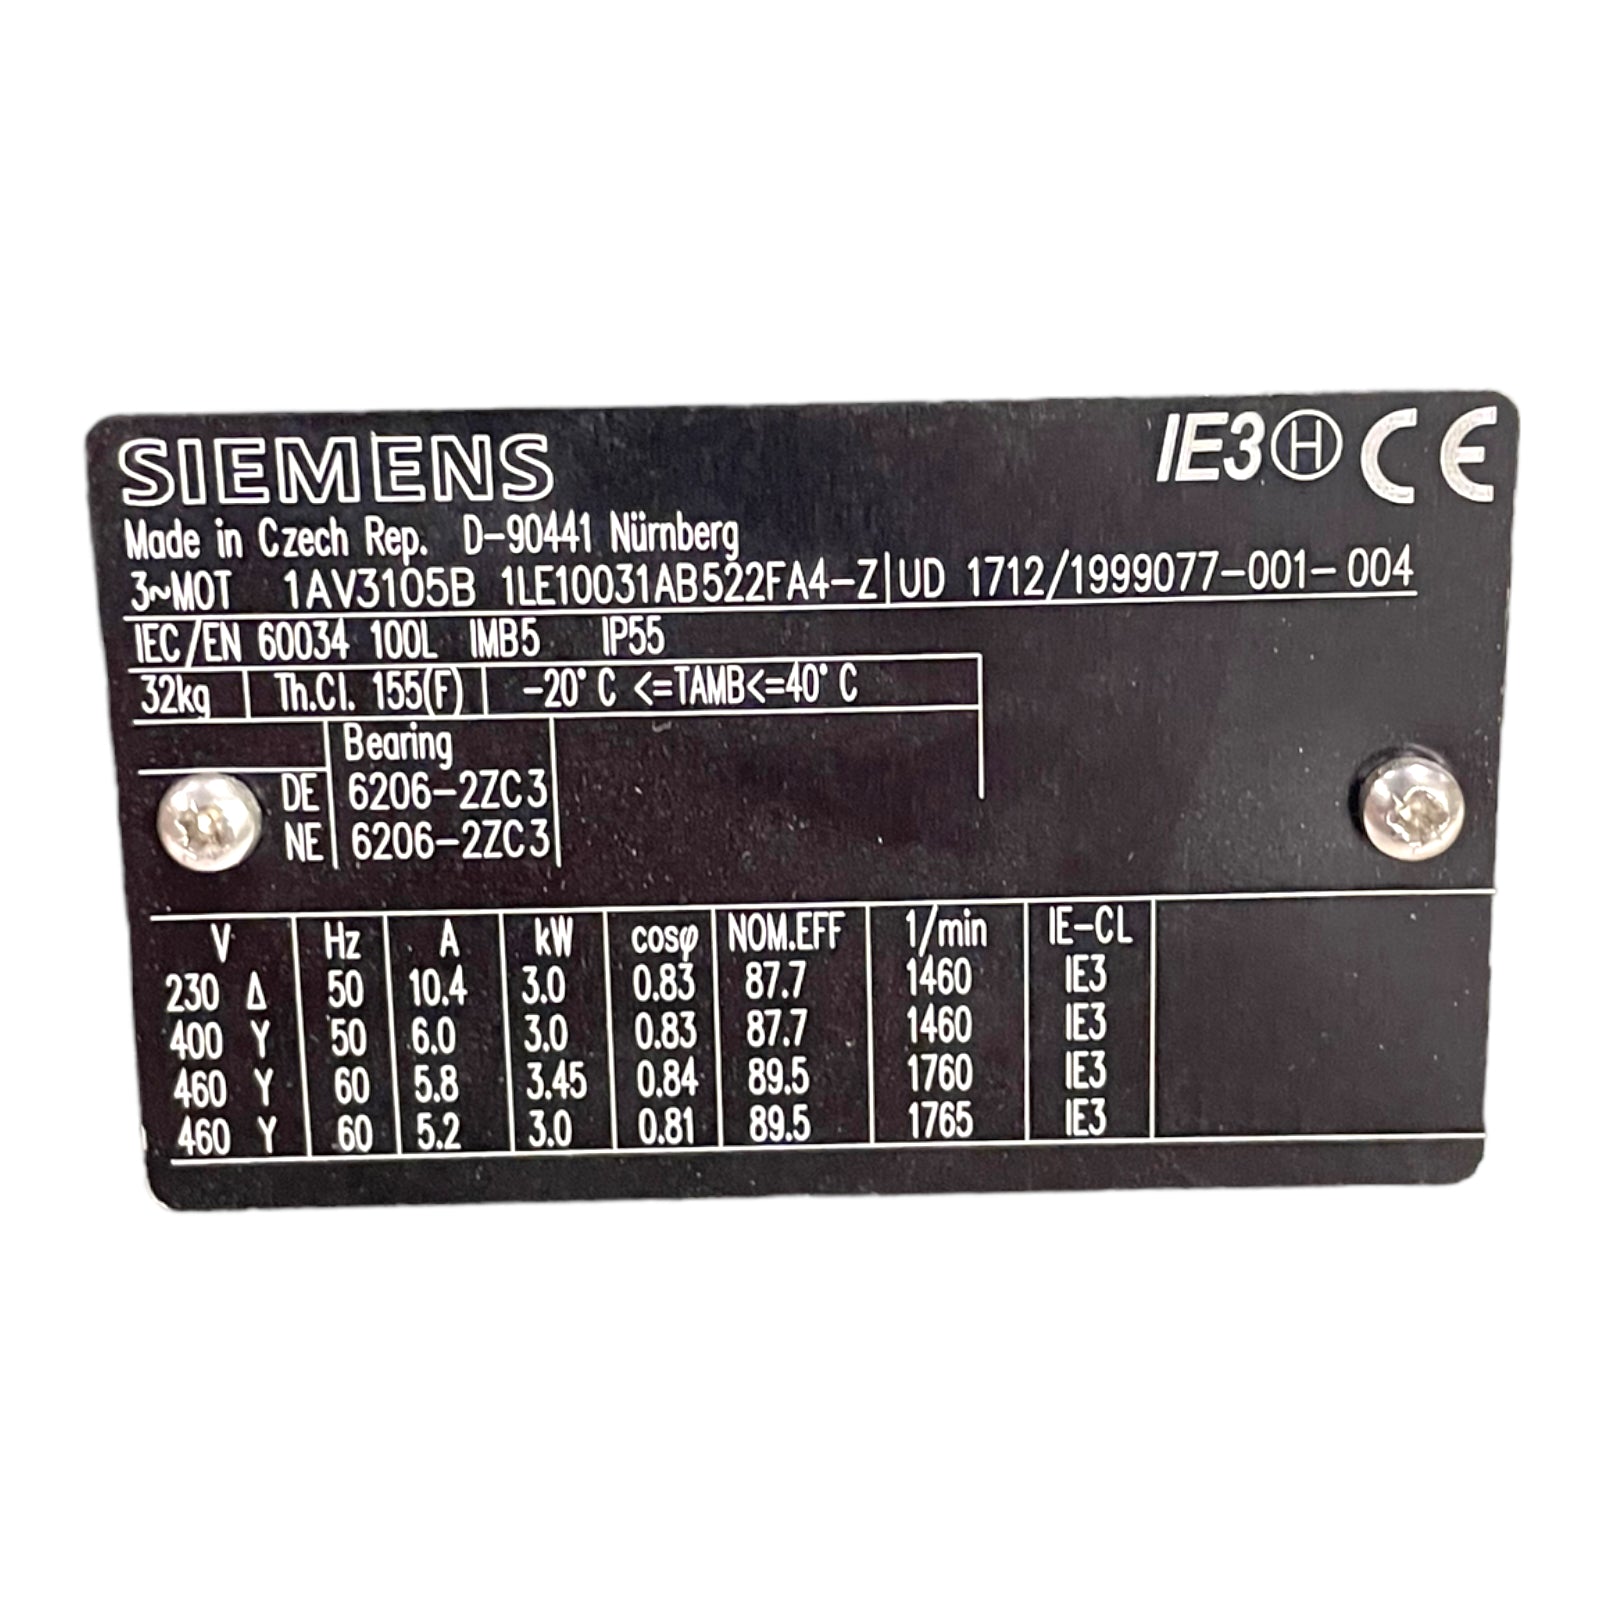 SIEMENS IE3 Ⓗ CE
Made in Czech Rep. D-90441 Nürnberg
3~MOT 1AV3105B 1LE10031AB522FA4-Z|UD 1712/1999077-001-004
IEC/EN 60034 100L IMB5 IP55
32kg | Th.Cl. 155(F) | -20° C <=TAMB<=40° C
Bearing
DE 6206-2ZC3
NE 6206-2ZC3
V Hz A kW cosφ NOM.EFF 1/min IE-CL
230 Δ 50 10.4 3.0 0.83 87.7 1460 IE3
400 Y 50 6.0 3.0 0.83 87.7 1460 IE3
460 Y 60 5.8 3.45 0.84 89.5 1760 IE3
460 Y 60 5.2 3.0 0.81 89.5 1765 IE3